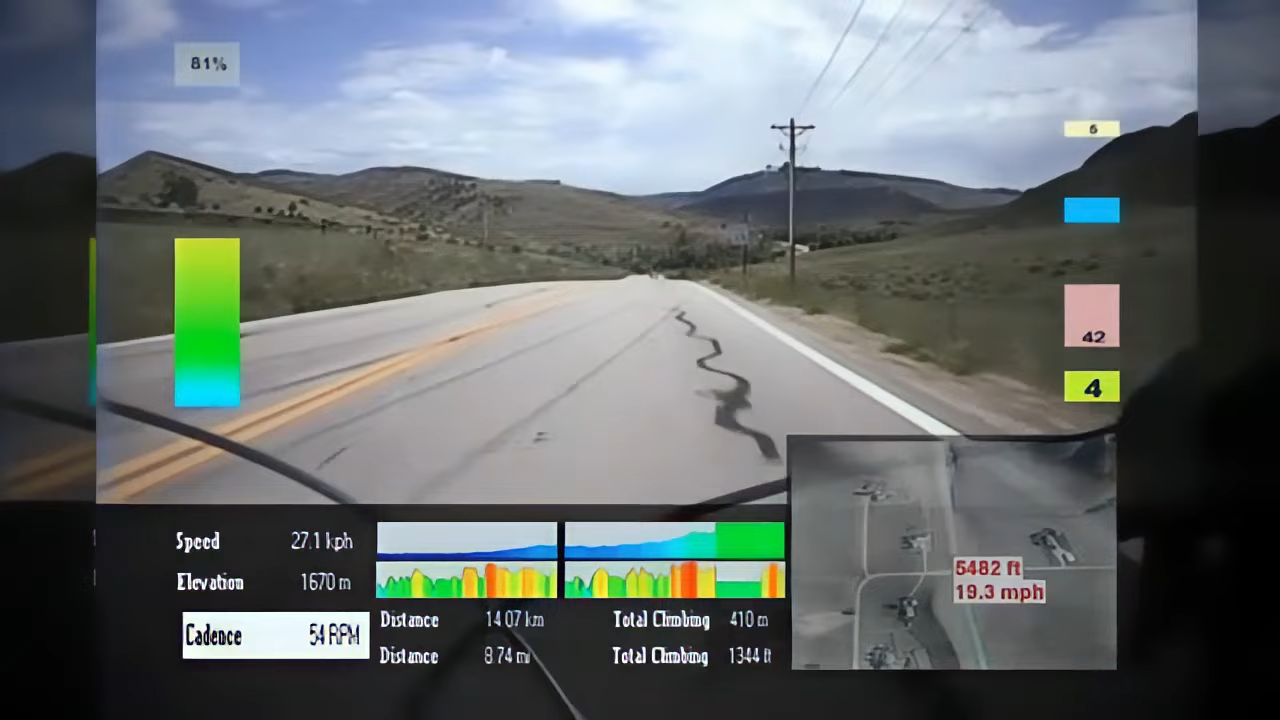 81%
6
42
4
Speed 27.1 kph
Elevation 1670 m
Cadence 54 RPM
Distance 14.07 km
Total Climbing 410 m
Distance 8.74 mi
Total Climbing 1344 ft
5482 ft
19.3 mph